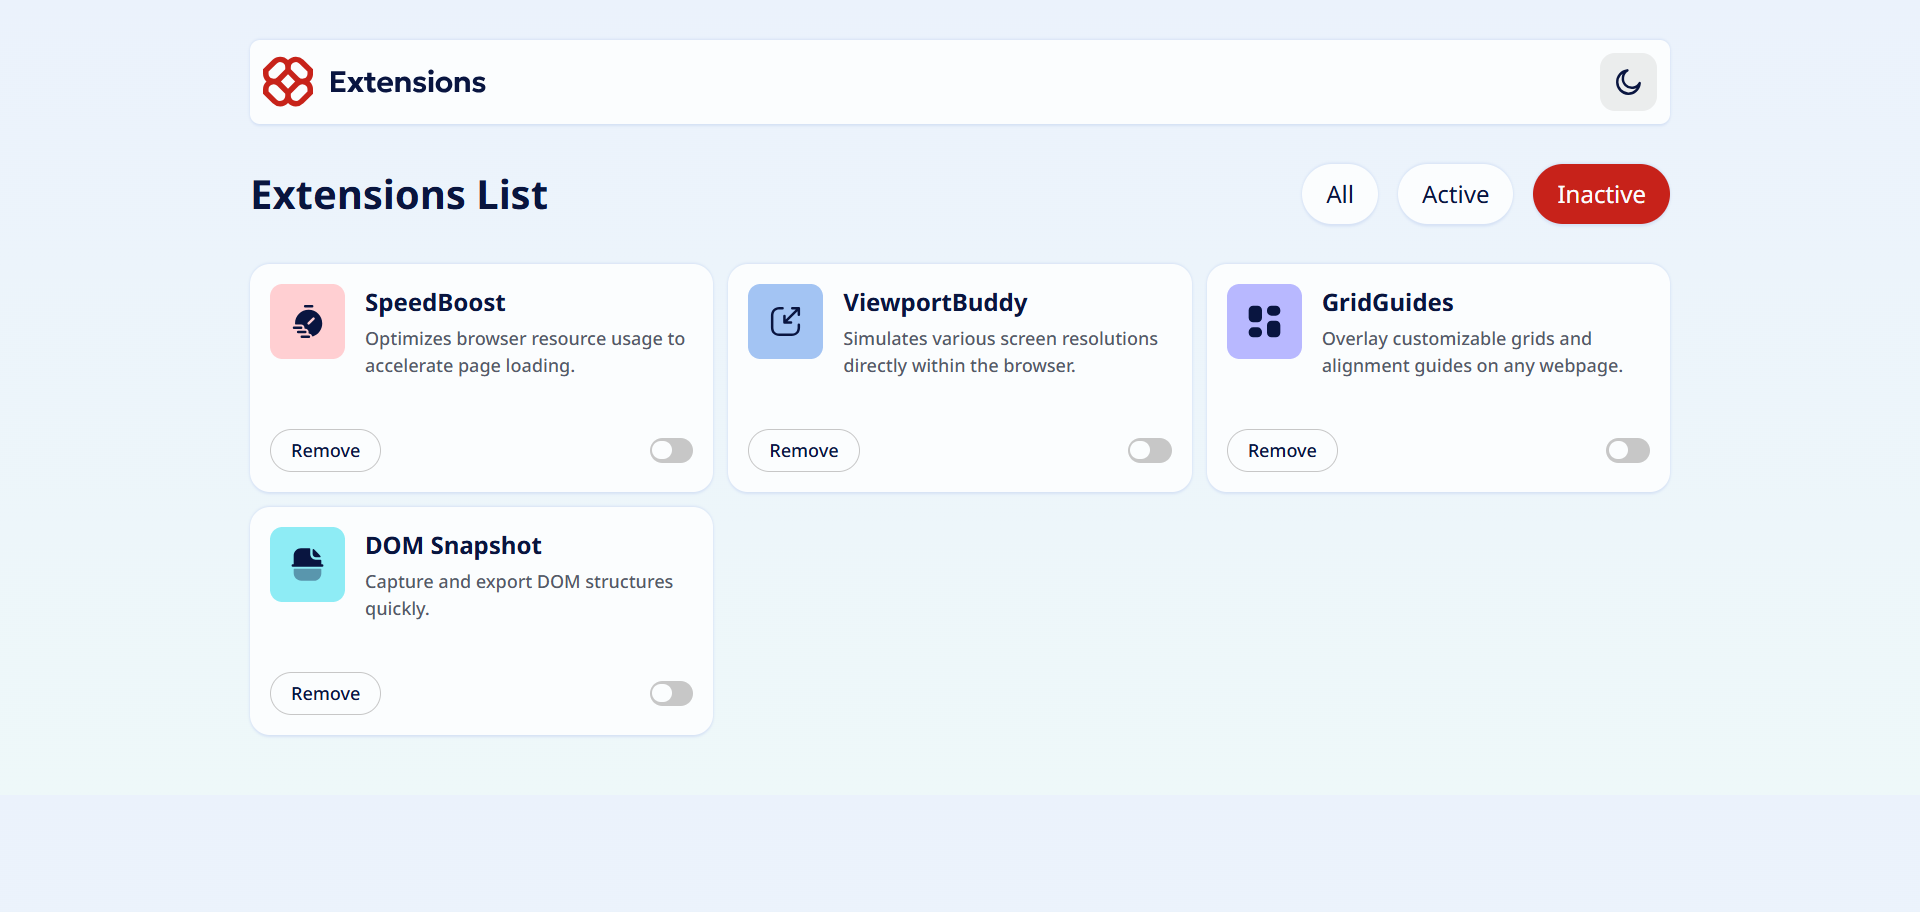 Extensions
Extensions List
All
Active
Inactive
SpeedBoost
Optimizes browser resource usage to
accelerate page loading.
Remove
ViewportBuddy
Simulates various screen resolutions
directly within the browser.
Remove
GridGuides
Overlay customizable grids and
alignment guides on any webpage.
Remove
DOM Snapshot
Capture and export DOM structures
quickly.
Remove